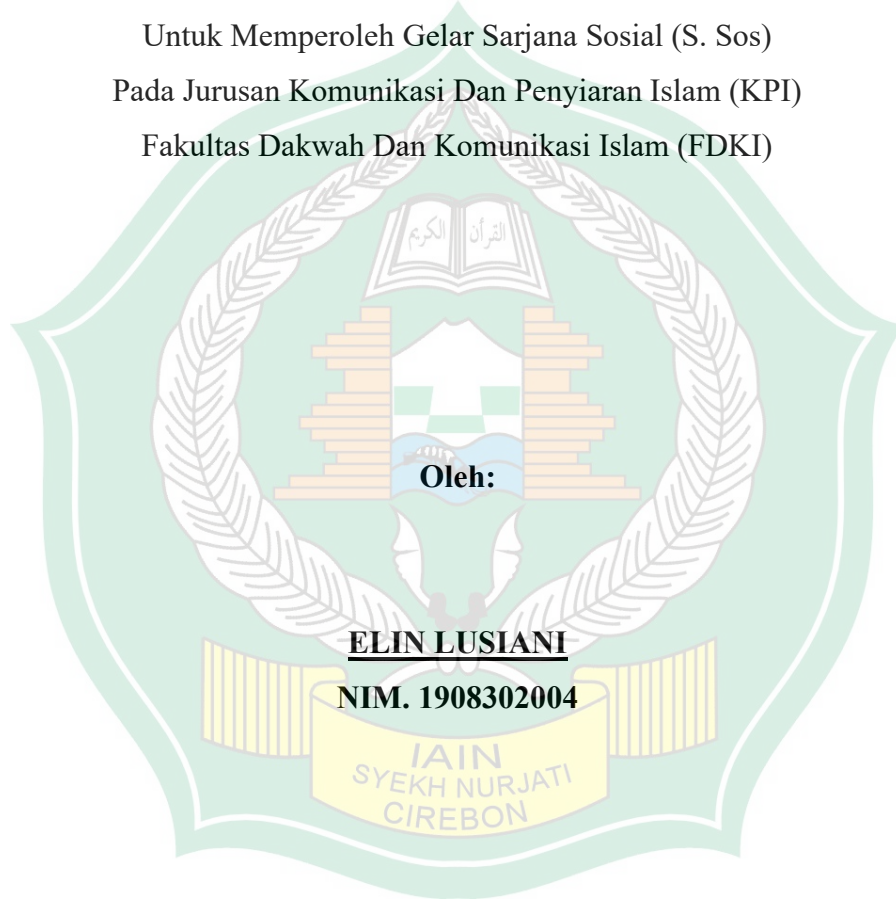 Untuk Memperoleh Gelar Sarjana Sosial (S. Sos)
Pada Jurusan Komunikasi Dan Penyiaran Islam (KPI)
Fakultas Dakwah Dan Komunikasi Islam (FDKI)
القرآن الكريم
Oleh:
ELIN LUSIANI
NIM. 1908302004
IAIN
SYEKH NURJATI
CIREBON